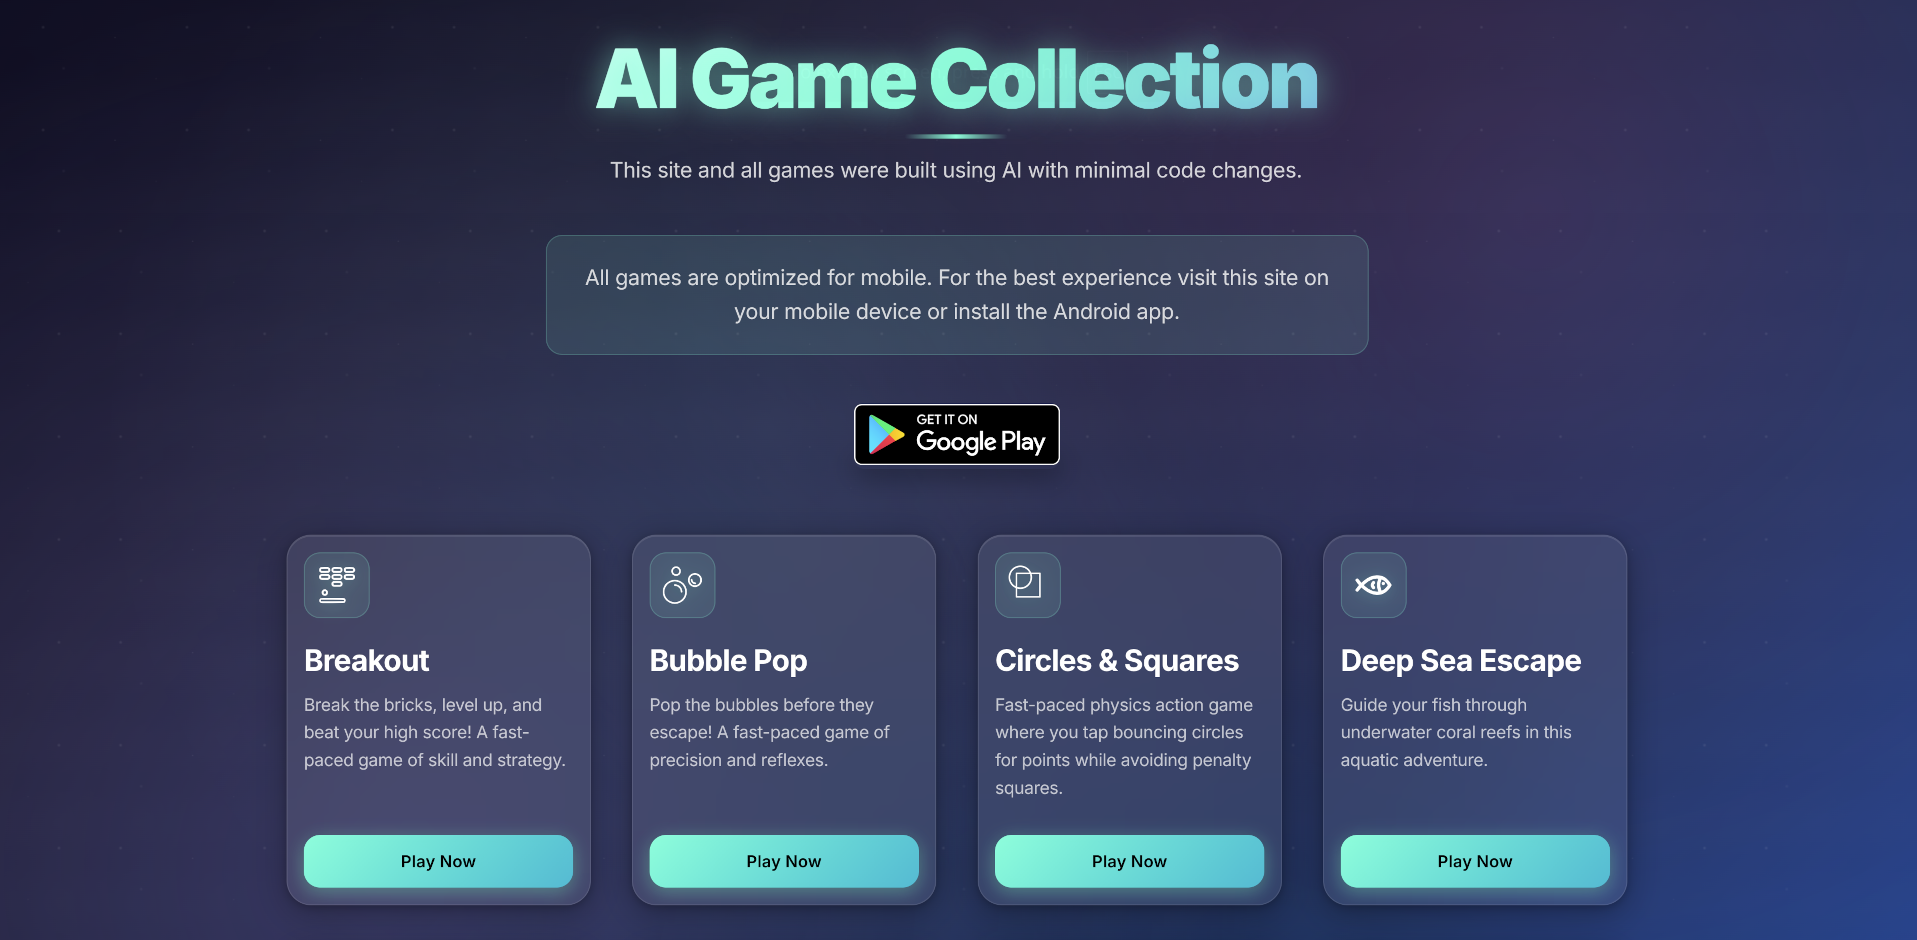 AI Game Collection
This site and all games were built using AI with minimal code changes.
All games are optimized for mobile. For the best experience visit this site on
your mobile device or install the Android app.
GET IT ON
Google Play
Breakout
Break the bricks, level up, and
beat your high score! A fast-
paced game of skill and strategy.
Play Now
Bubble Pop
Pop the bubbles before they
escape! A fast-paced game of
precision and reflexes.
Play Now
Circles & Squares
Fast-paced physics action game
where you tap bouncing circles
for points while avoiding penalty
squares.
Play Now
Deep Sea Escape
Guide your fish through
underwater coral reefs in this
aquatic adventure.
Play Now